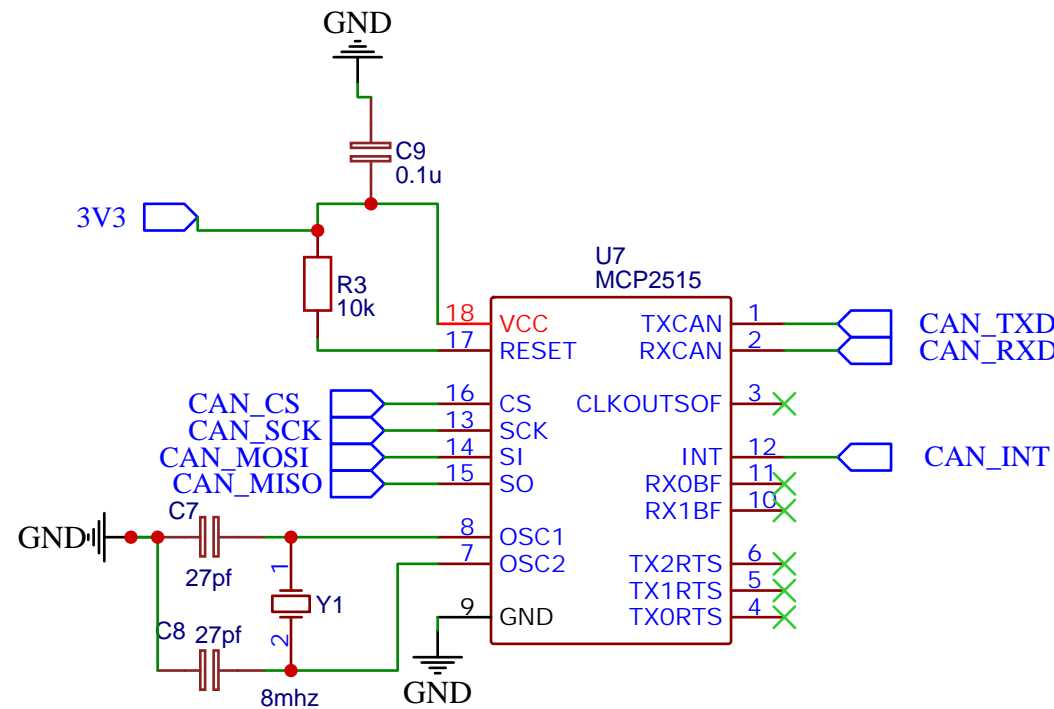 GND
C9
0.1u
3V3
R3
10k
U7
MCP2515
18 VCC
17 RESET
16 CS
13 SCK
14 SI
15 SO
8 OSC1
7 OSC2
9 GND
TXCAN 1
RXCAN 2
CLKOUTSOF 3
INT 12
RX0BF 11
RX1BF 10
TX2RTS 6
TX1RTS 5
TX0RTS 4
CAN_TXD
CAN_RXD
CAN_INT
CAN_CS
CAN_SCK
CAN_MOSI
CAN_MISO
C7
27pf
GND
1
Y1
2
C8 27pf
8mhz
GND